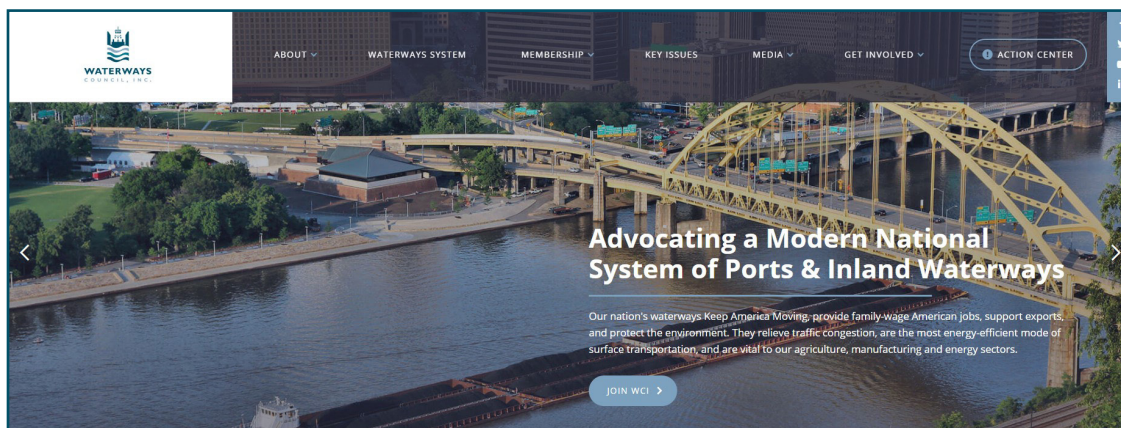 WATERWAYS
COUNCIL, INC.
ABOUT
WATERWAYS SYSTEM
MEMBERSHIP
KEY ISSUES
MEDIA
GET INVOLVED
ACTION CENTER
Advocating a Modern National
System of Ports & Inland Waterways
Our nation's waterways Keep America Moving, provide family-wage American jobs, support exports,
and protect the environment. They relieve traffic congestion, are the most energy-efficient mode of
surface transportation, and are vital to our agriculture, manufacturing and energy sectors.
JOIN WCI